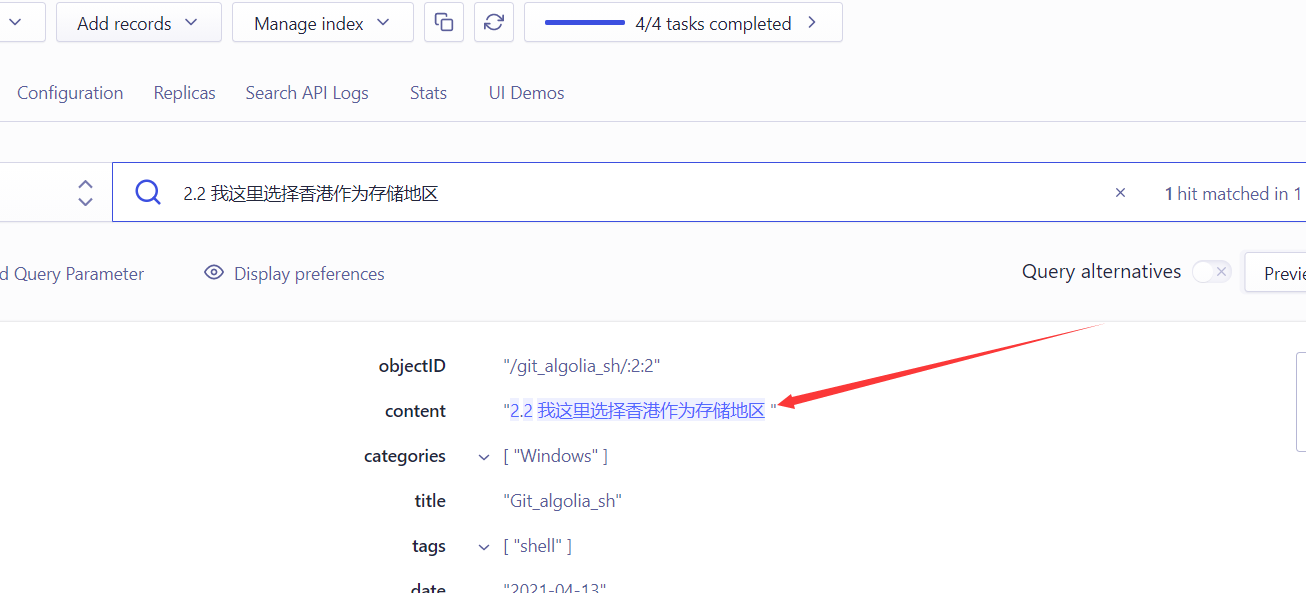 Add records Manage index 4/4 tasks completed
Configuration Replicas Search API Logs Stats UI Demos
2.2 我这里选择香港作为存储地区 1 hit matched in 1
d Query Parameter Display preferences Query alternatives Previe
objectID "/git_algolia_sh/:2:2"
content "2.2 我这里选择香港作为存储地区 "
categories [ "Windows" ]
title "Git_algolia_sh"
tags [ "shell" ]
date "2021-04-13"